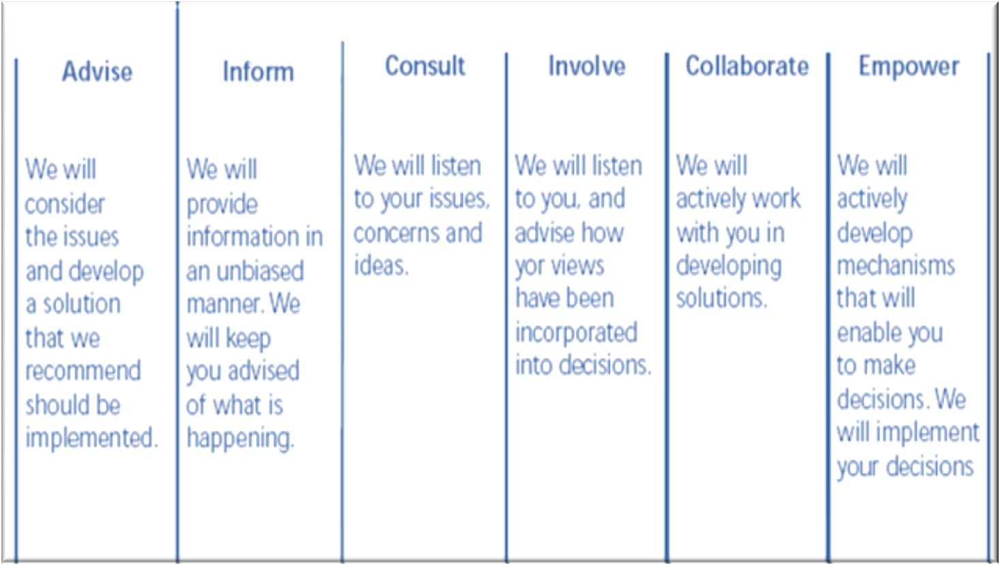 Advise
We will
consider
the issues
and develop
a solution
that we
recommend
should be
implemented.
Inform
We will
provide
information in
an unbiased
manner. We
will keep
you advised
of what is
happening.
Consult
We will listen
to your issues,
concerns and
ideas.
Involve
We will listen
to you, and
advise how
yor views
have been
incorporated
into decisions.
Collaborate
We will
actively work
with you in
developing
solutions.
Empower
We will
actively
develop
mechanisms
that will
enable you
to make
decisions. We
will implement
your decisions